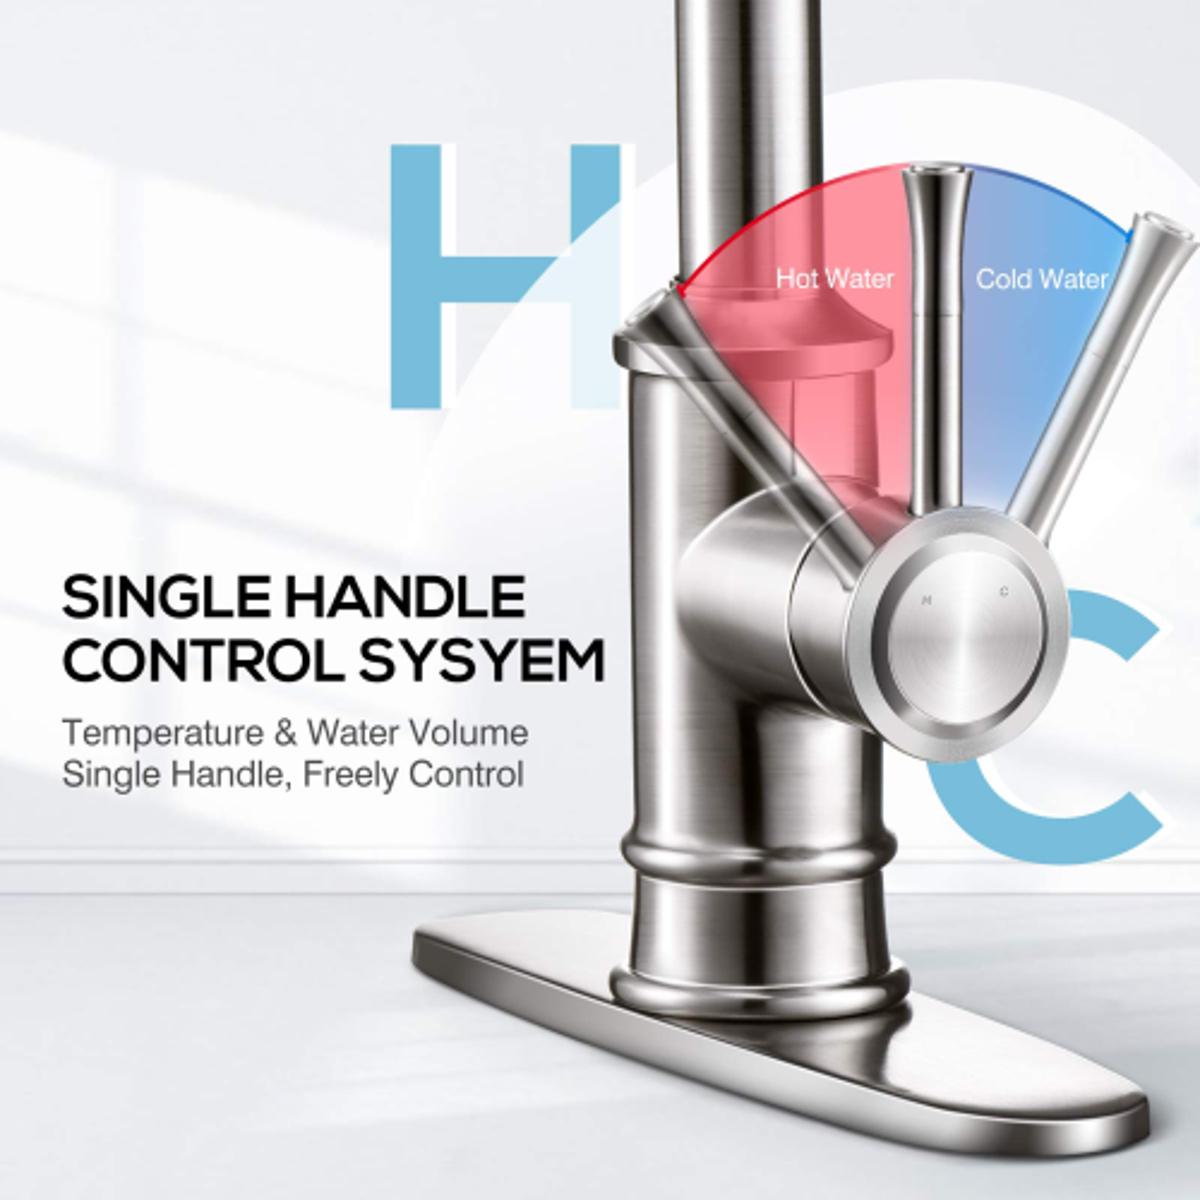 H
C
Hot Water
Cold Water
H
C
SINGLE HANDLE
CONTROL SYSYEM
Temperature & Water Volume
Single Handle, Freely Control